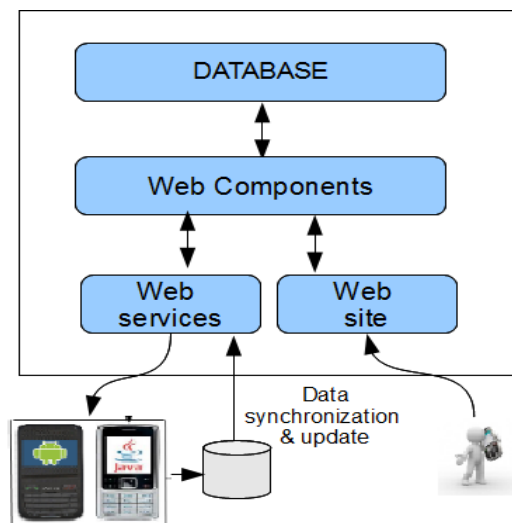 DATABASE
Web Components
Web
services
Web
site
Data
synchronization
& update
Java